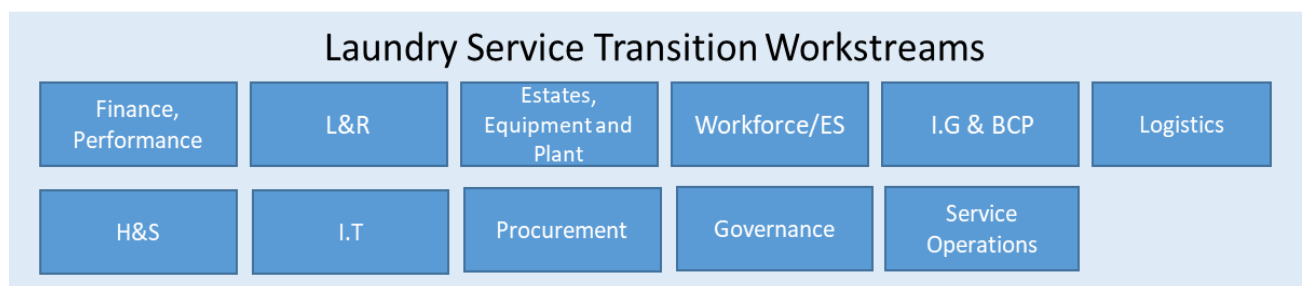 Laundry Service Transition Workstreams
Finance,
Performance
L&R
Estates,
Equipment and
Plant
Workforce/ES
I.G & BCP
Logistics
H&S
I.T
Procurement
Governance
Service
Operations